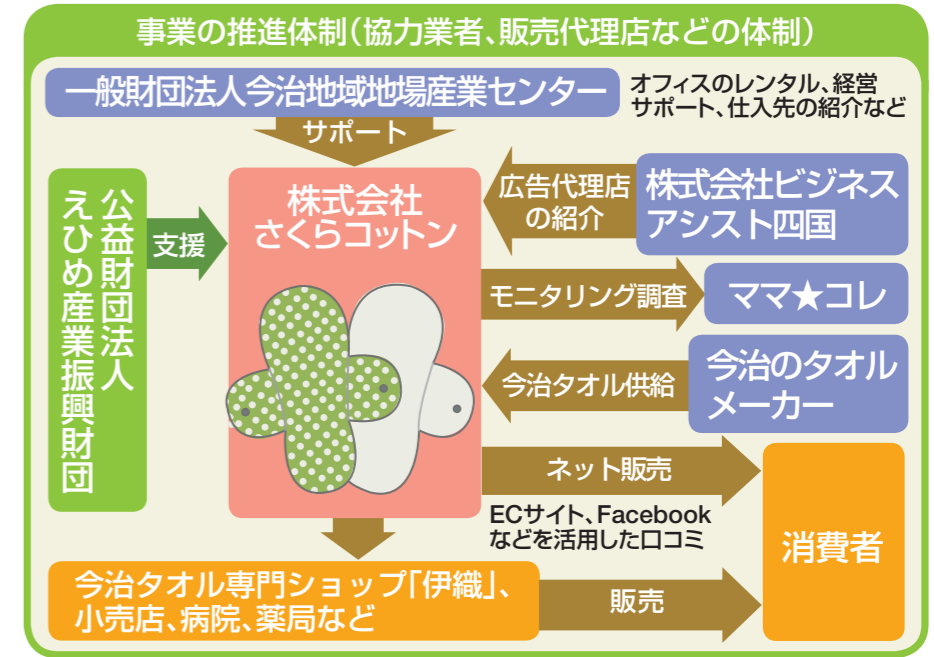 事業の推進体制(協力業者、販売代理店などの体制)
一般財団法人今治地域地場産業センター
オフィスのレンタル、経営
サポート、仕入先の紹介など
サポート
公益財団法人
えひめ産業振興財団
支援
株式会社
さくらコットン
広告代理店
の紹介
株式会社ビジネス
アシスト四国
モニタリング調査
ママ★コレ
今治タオル供給
今治のタオル
メーカー
ネット販売
ECサイト、Facebook
などを活用した口コミ
消費者
今治タオル専門ショップ「伊織」、
小売店、病院、薬局など
販売